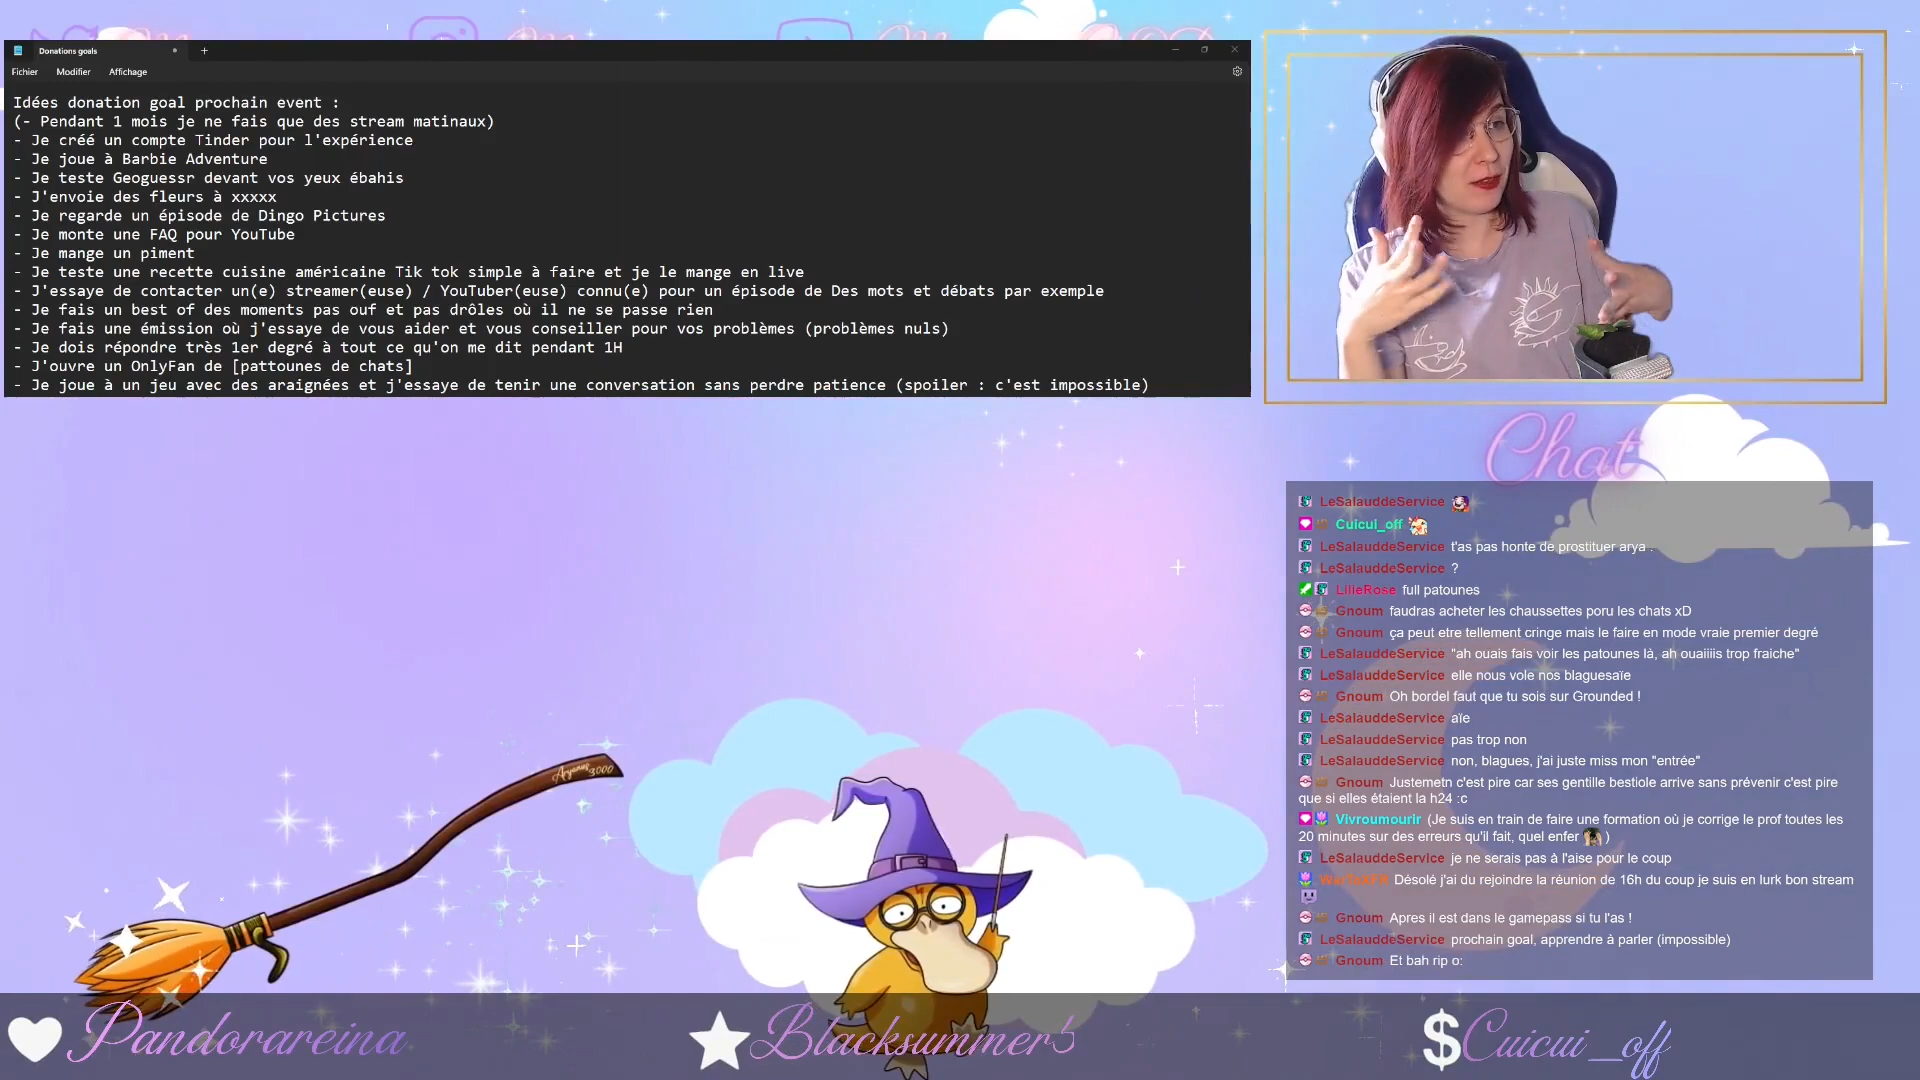 Donations goals
Fichier Modifier Affichage
Idées donation goal prochain event :
(- Pendant 1 mois je ne fais que des stream matinaux)
- Je créé un compte Tinder pour l'expérience
- Je joue à Barbie Adventure
- Je teste Geoguessr devant vos yeux ébahis
- J'envoie des fleurs à xxxxx
- Je regarde un épisode de Dingo Pictures
- Je monte une FAQ pour YouTube
- Je mange un piment
- Je teste une recette cuisine américaine Tik tok simple à faire et je le mange en live
- J'essaye de contacter un(e) streamer(euse) / YouTuber(euse) connu(e) pour un épisode de Des mots et débats par exemple
- Je fais un best of des moments pas ouf et pas drôles où il ne se passe rien
- Je fais une émission où j'essaye de vous aider et vous conseiller pour vos problèmes (problèmes nuls)
- Je dois répondre très 1er degré à tout ce qu'on me dit pendant 1H
- J'ouvre un OnlyFan de [pattounes de chats]
- Je joue à un jeu avec des araignées et j'essaye de tenir une conversation sans perdre patience (spoiler : c'est impossible)
Chat
LeSalauddeService
Cuicui_off
LeSalauddeService t'as pas honte de prostituer arya .
LeSalauddeService ?
LilieRose full patounes
Gnoum faudras acheter les chaussettes poru les chats xD
Gnoum ça peut etre tellement cringe mais le faire en mode vraie premier degré
LeSalauddeService "ah ouais fais voir les patounes là, ah ouaiiiis trop fraiche"
LeSalauddeService elle nous vole nos blaguesaïe
Gnoum Oh bordel faut que tu sois sur Grounded !
LeSalauddeService aïe
LeSalauddeService pas trop non
LeSalauddeService non, blagues, j'ai juste miss mon "entrée"
Gnoum Justemetn c'est pire car ses gentille bestiole arrive sans prévenir c'est pire
que si elles étaient la h24 :c
Vivroumourir (Je suis en train de faire une formation où je corrige le prof toutes les
20 minutes sur des erreurs qu'il fait, quel enfer )
LeSalauddeService je ne serais pas à l'aise pour le coup
Désolé j'ai du rejoindre la réunion de 16h du coup je suis en lurk bon stream
Gnoum Apres il est dans le gamepass si tu l'as !
LeSalauddeService prochain goal, apprendre à parler (impossible)
Gnoum Et bah rip o:
3000
Pandorareina
Blacksummer5
$Cuicui_off